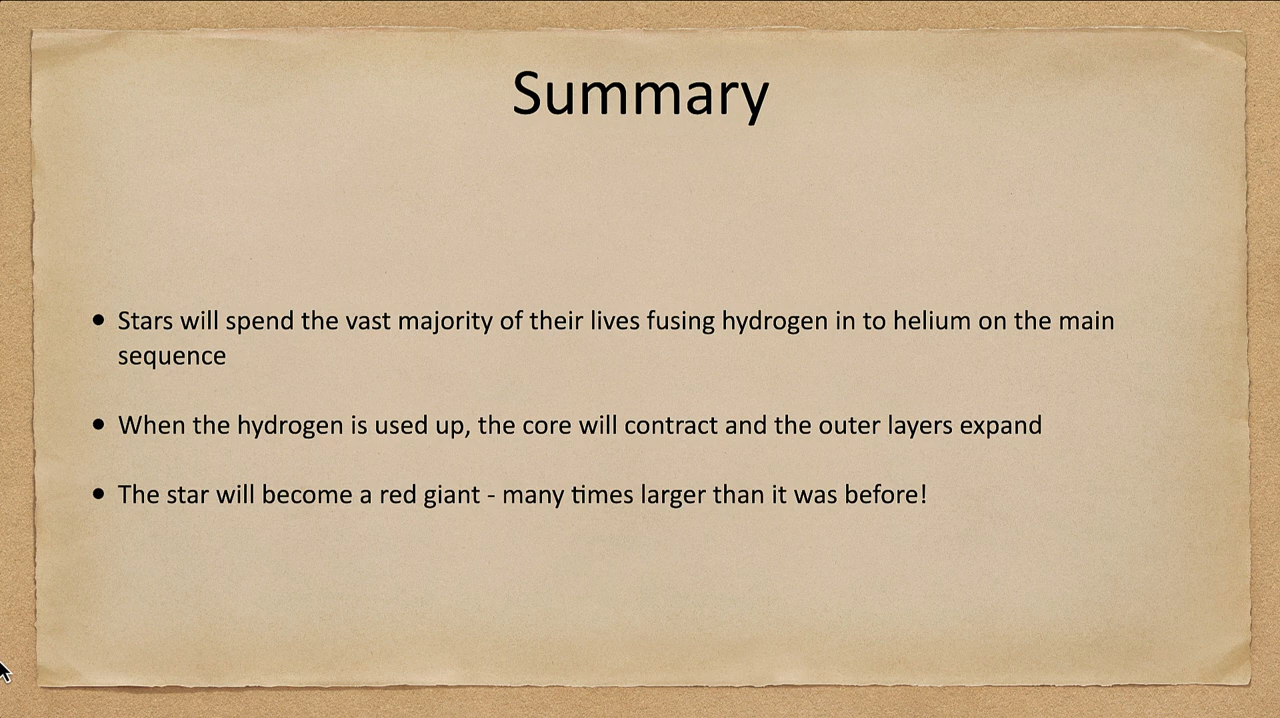 Summary
• Stars will spend the vast majority of their lives fusing hydrogen in to helium on the main
sequence
• When the hydrogen is used up, the core will contract and the outer layers expand
• The star will become a red giant - many times larger than it was before!